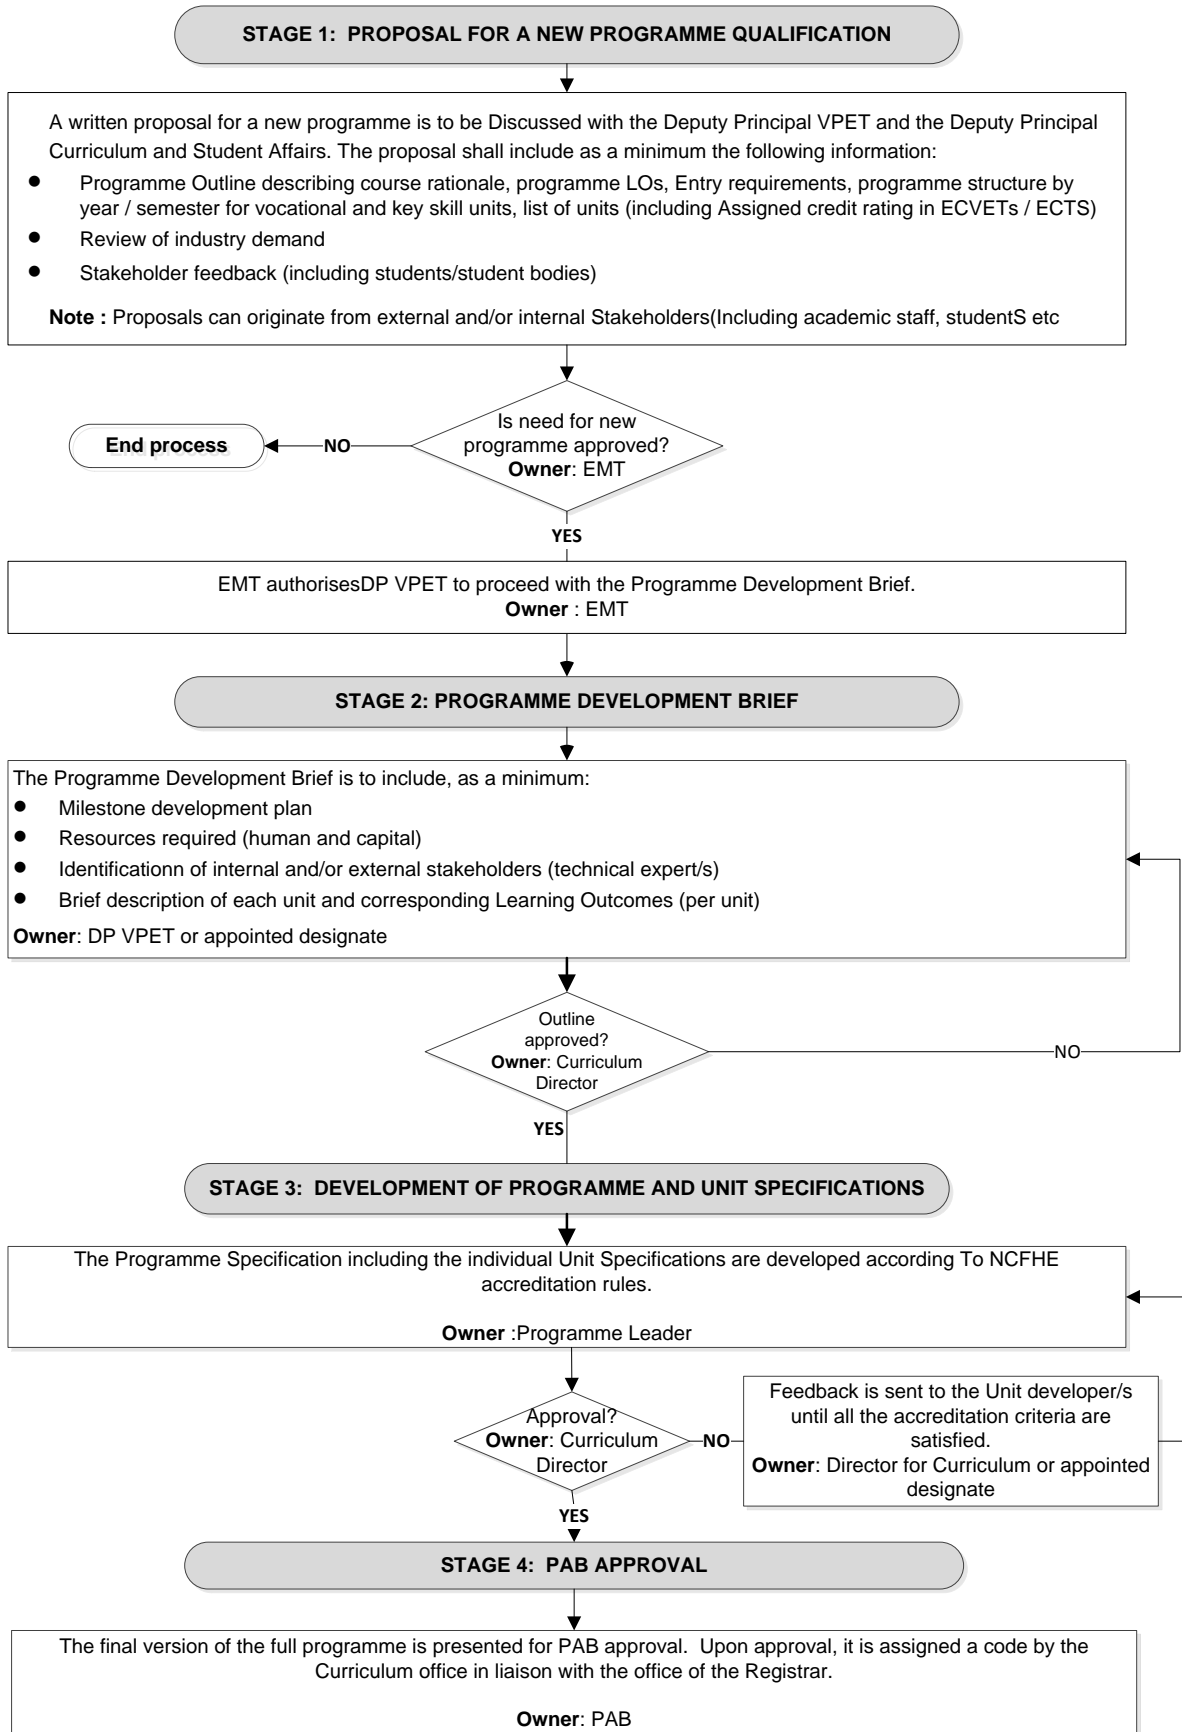 STAGE 1: PROPOSAL FOR A NEW PROGRAMME QUALIFICATION
A written proposal for a new programme is to be Discussed with the Deputy Principal VPET and the Deputy Principal
Curriculum and Student Affairs. The proposal shall include as a minimum the following information:
● Programme Outline describing course rationale, programme LOs, Entry requirements, programme structure by
year / semester for vocational and key skill units, list of units (including Assigned credit rating in ECVETs / ECTS)
● Review of industry demand
● Stakeholder feedback (including students/student bodies)
Note : Proposals can originate from external and/or internal Stakeholders(Including academic staff, studentS etc
Is need for new
programme approved?
Owner: EMT
NO
End process
YES
EMT authorisesDP VPET to proceed with the Programme Development Brief.
Owner : EMT
STAGE 2: PROGRAMME DEVELOPMENT BRIEF
The Programme Development Brief is to include, as a minimum:
● Milestone development plan
● Resources required (human and capital)
● Identificationn of internal and/or external stakeholders (technical expert/s)
● Brief description of each unit and corresponding Learning Outcomes (per unit)
Owner: DP VPET or appointed designate
Outline
approved?
Owner: Curriculum
Director
NO
YES
STAGE 3: DEVELOPMENT OF PROGRAMME AND UNIT SPECIFICATIONS
The Programme Specification including the individual Unit Specifications are developed according To NCFHE
accreditation rules.
Owner :Programme Leader
Approval?
Owner: Curriculum
Director
NO
Feedback is sent to the Unit developer/s
until all the accreditation criteria are
satisfied.
Owner: Director for Curriculum or appointed
designate
YES
STAGE 4: PAB APPROVAL
The final version of the full programme is presented for PAB approval. Upon approval, it is assigned a code by the
Curriculum office in liaison with the office of the Registrar.
Owner: PAB